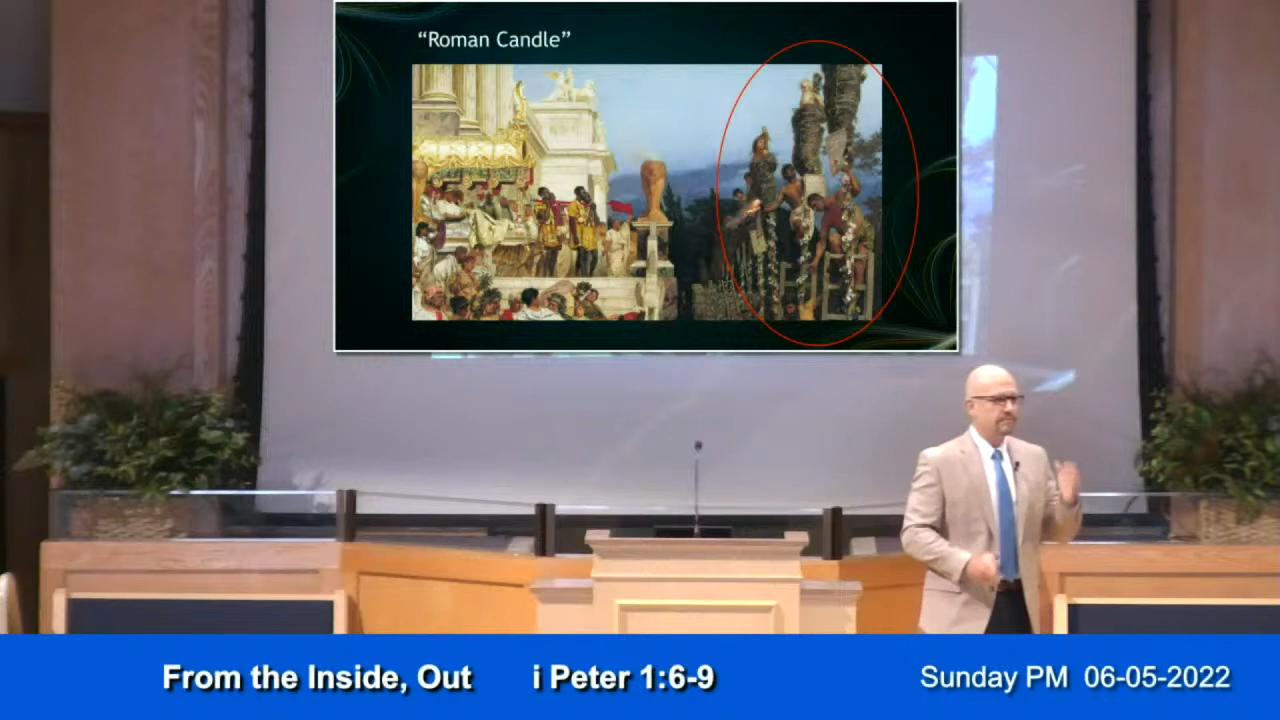 “Roman Candle”
From the Inside, Out i Peter 1:6-9 Sunday PM 06-05-2022